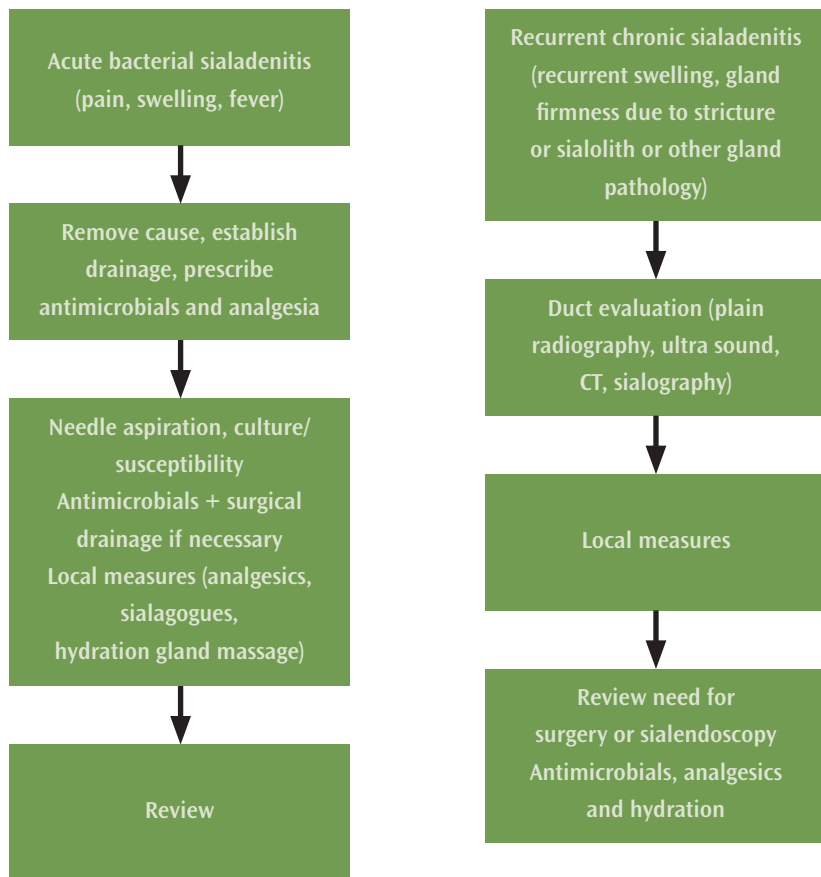 Acute bacterial sialadenitis
(pain, swelling, fever)
Remove cause, establish
drainage, prescribe
antimicrobials and analgesia
Needle aspiration, culture/
susceptibility
Antimicrobials + surgical
drainage if necessary
Local measures (analgesics,
sialagogues,
hydration gland massage)
Review
Recurrent chronic sialadenitis
(recurrent swelling, gland
firmness due to stricture
or sialolith or other gland
pathology)
Duct evaluation (plain
radiography, ultra sound,
CT, sialography)
Local measures
Review need for
surgery or sialendoscopy
Antimicrobials, analgesics
and hydration